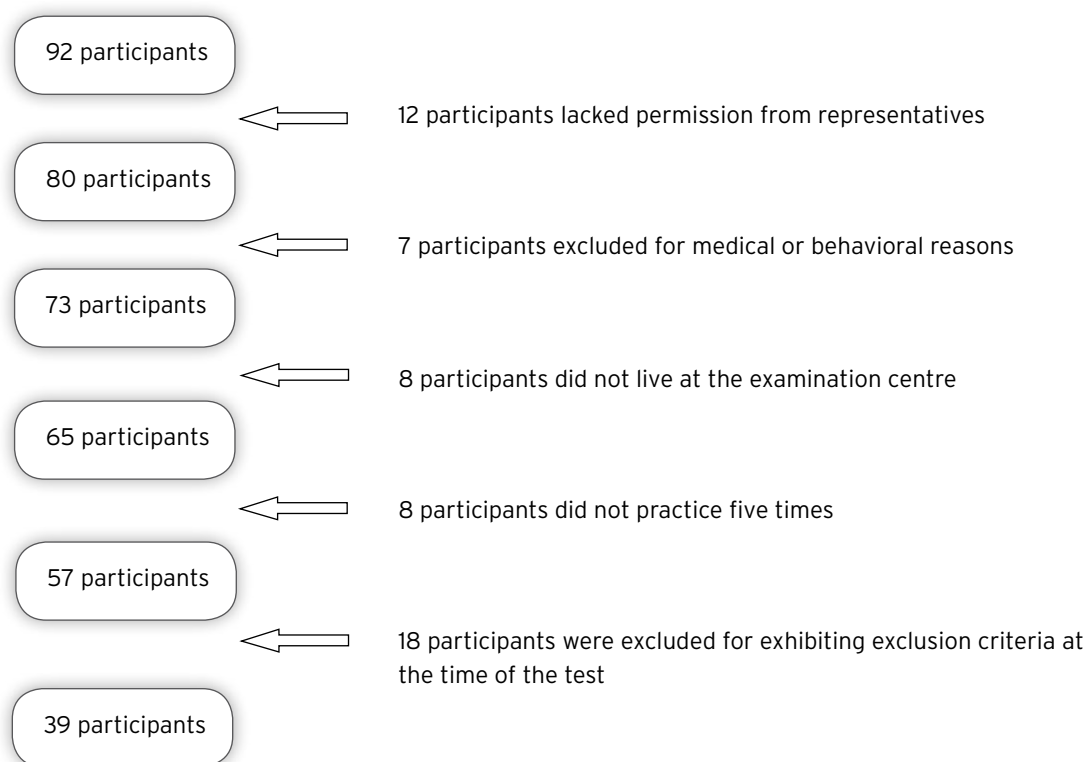 92 participants
12 participants lacked permission from representatives
80 participants
7 participants excluded for medical or behavioral reasons
73 participants
8 participants did not live at the examination centre
65 participants
8 participants did not practice five times
57 participants
18 participants were excluded for exhibiting exclusion criteria at
the time of the test
39 participants